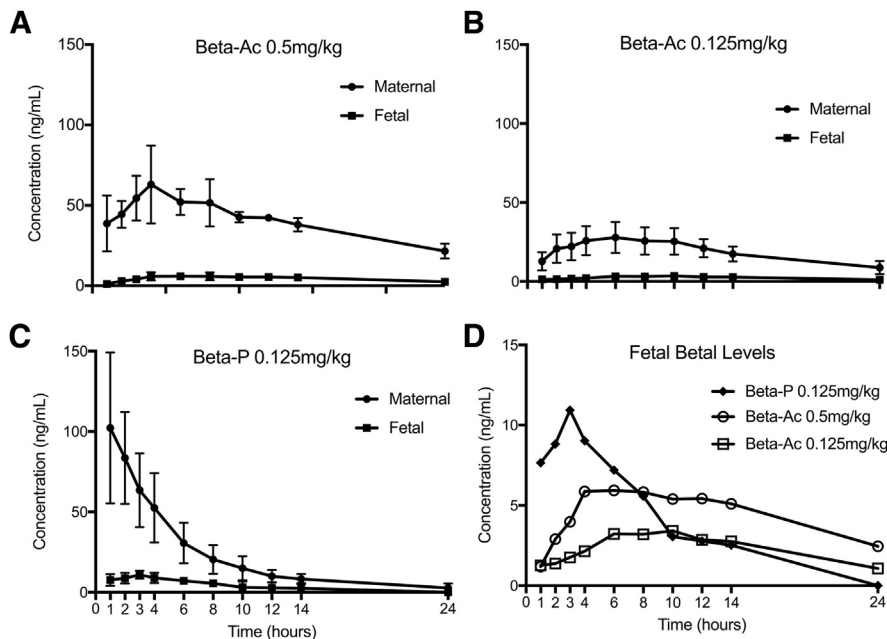 A
Beta-Ac 0.5mg/kg
150
100
50
0
Concentration (ng/mL)
Maternal
Fetal
B
Beta-Ac 0.125mg/kg
150
100
50
0
Maternal
Fetal
C
Beta-P 0.125mg/kg
150
100
50
0
Concentration (ng/mL)
Maternal
Fetal
0 1 2 3 4 6 8 10 12 14 24
Time (hours)
D
Fetal Betal Levels
15
10
5
0
Concentration (ng/mL)
Beta-P 0.125mg/kg
Beta-Ac 0.5mg/kg
Beta-Ac 0.125mg/kg
0 1 2 3 4 6 8 10 12 14 24
Time (hours)